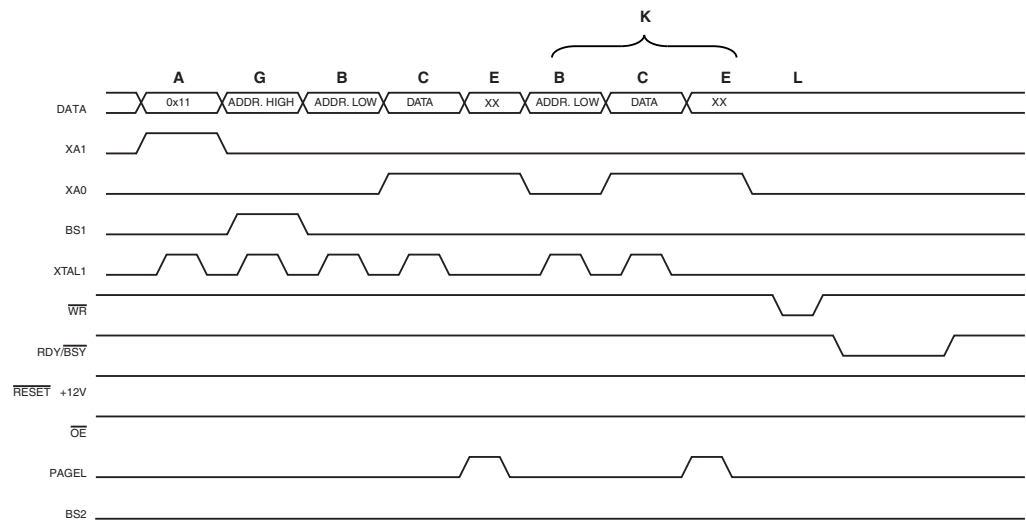 K
A G B C E B C E L
DATA 0x11 ADDR. HIGH ADDR. LOW DATA XX ADDR. LOW DATA XX
XA1
XA0
BS1
XTAL1
WR
RDY/BSY
RESET +12V
OE
PAGEL
BS2